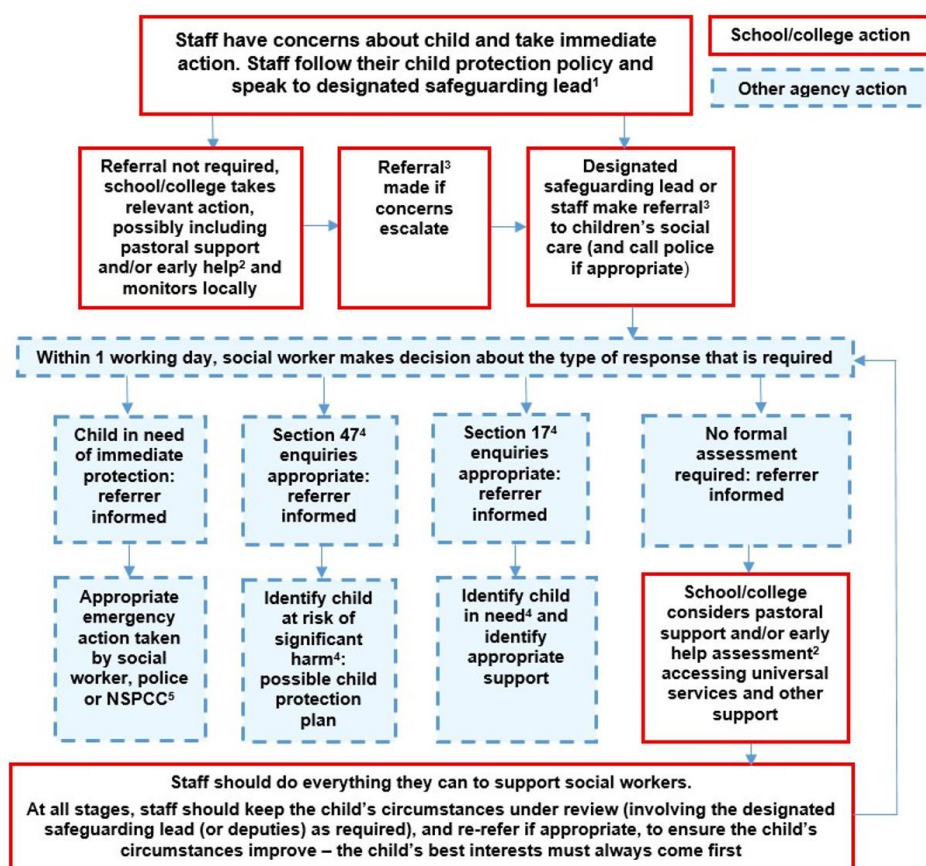 Staff have concerns about child and take immediate
action. Staff follow their child protection policy and
speak to designated safeguarding lead¹
School/college action
Other agency action
Referral not required,
school/college takes
relevant action,
possibly including
pastoral support
and/or early help² and
monitors locally
Referral³
made if
concerns
escalate
Designated
safeguarding lead or
staff make referral³
to children’s social
care (and call police
if appropriate)
Within 1 working day, social worker makes decision about the type of response that is required
Child in need
of immediate
protection:
referrer
informed
Section 47⁴
enquiries
appropriate:
referrer
informed
Section 17⁴
enquiries
appropriate:
referrer
informed
No formal
assessment
required: referrer
informed
Appropriate
emergency
action taken
by social
worker, police
or NSPCC⁵
Identify child
at risk of
significant
harm⁴:
possible child
protection
plan
Identify child
in need⁴ and
identify
appropriate
support
School/college
considers pastoral
support and/or early
help assessment²
accessing universal
services and other
support
Staff should do everything they can to support social workers.
At all stages, staff should keep the child’s circumstances under review (involving the designated
safeguarding lead (or deputies) as required), and re-refer if appropriate, to ensure the child’s
circumstances improve – the child’s best interests must always come first